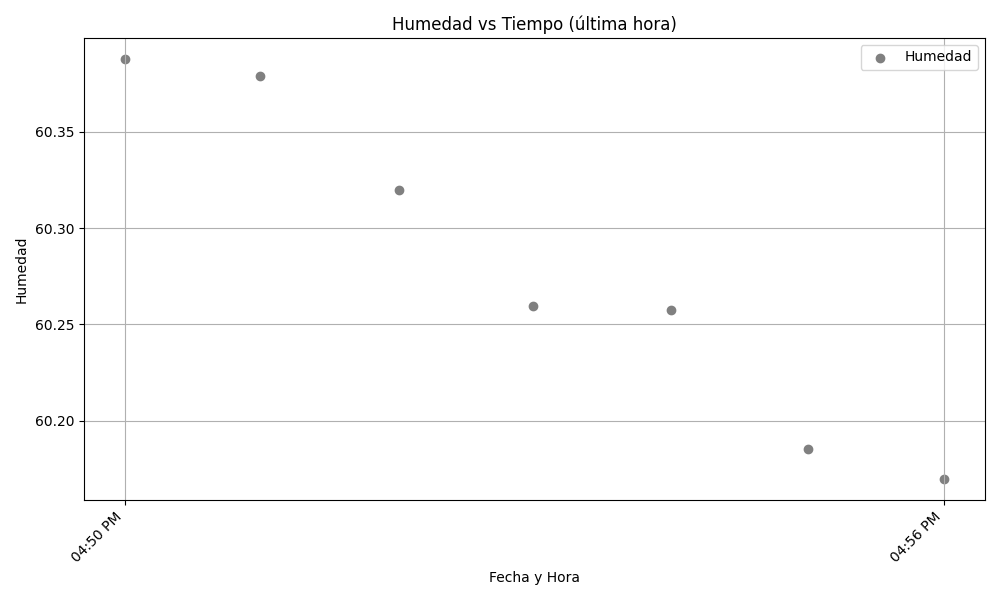 Humedad vs Tiempo (última hora)
Humedad
60.35
60.30
60.25
60.20
Humedad
04:50 PM
04:56 PM
Fecha y Hora